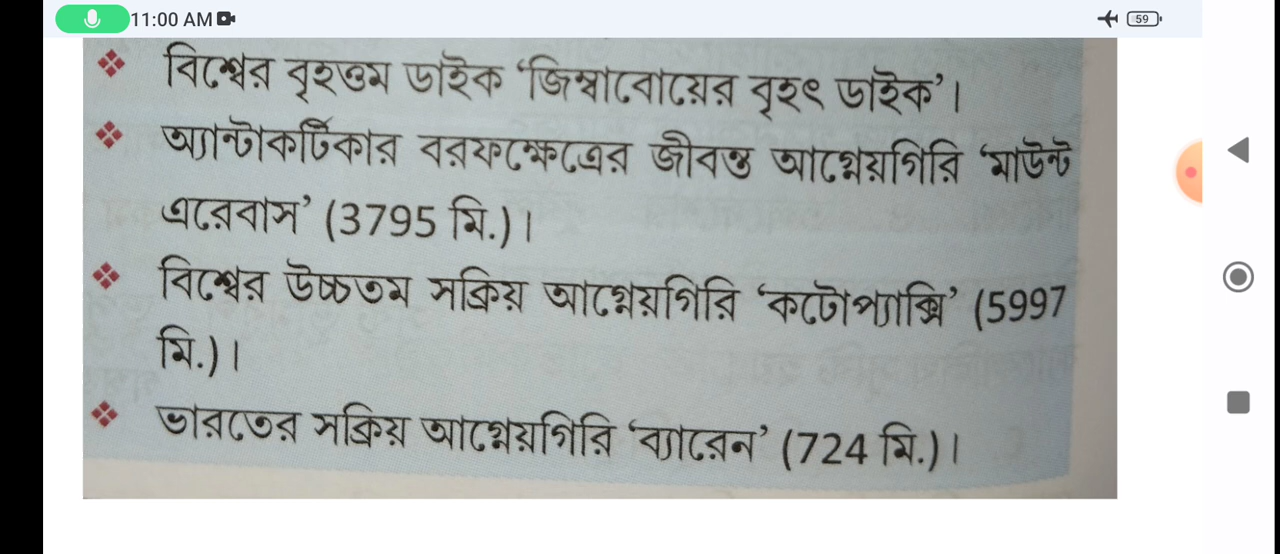 11:00 AM
59
বিশ্বের বৃহত্তম ডাইক ‘জিম্বাবোয়ের বৃহৎ ডাইক’।
অ্যান্টাকর্টিকার বরফক্ষেত্রের জীবন্ত আগ্নেয়গিরি ‘মাউন্ট
এরেবাস’ (3795 মি.)।
বিশ্বের উচ্চতম সক্রিয় আগ্নেয়গিরি ‘কটোপ্যাক্সি’ (5997
মি.)।
ভারতের সক্রিয় আগ্নেয়গিরি ‘ব্যারেন’ (724 মি.)।